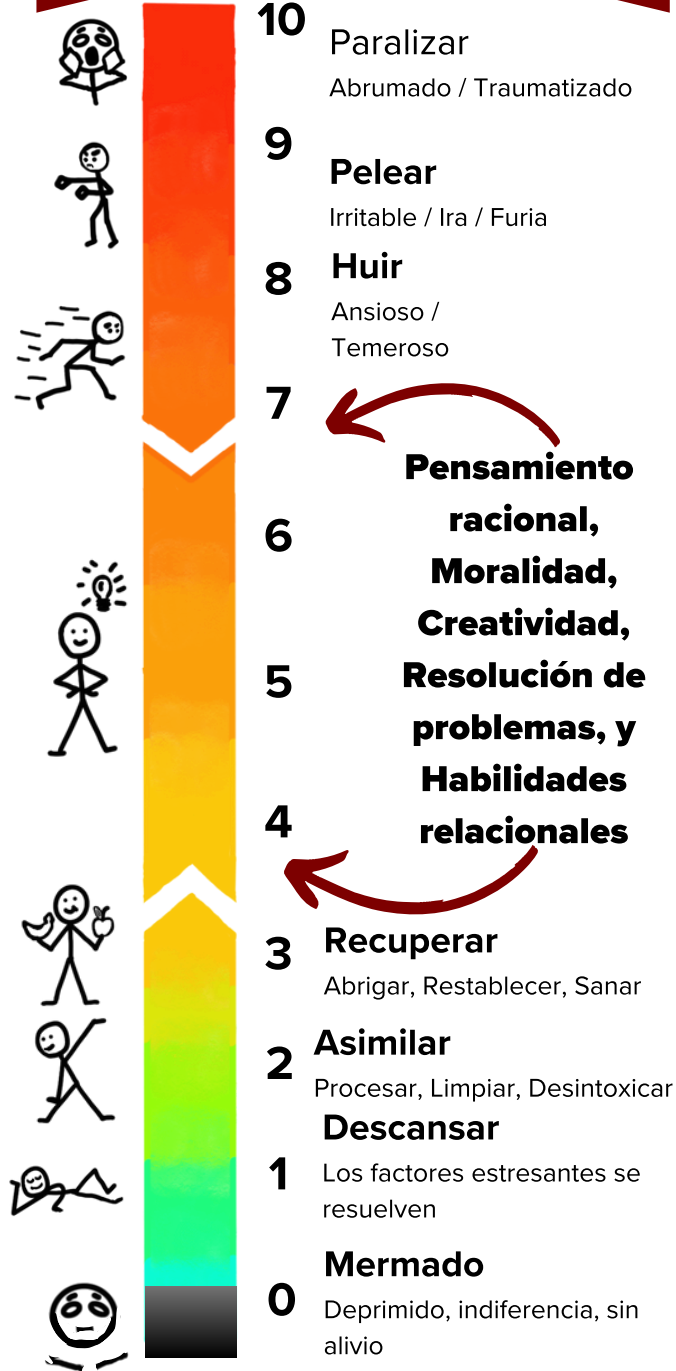 10
Paralizar
Abrumado / Traumatizado
9
Pelear
Irritable / Ira / Furia
8
Huir
Ansioso /
Temeroso
7
Pensamiento
racional,
Moralidad,
Creatividad,
Resolución de
problemas, y
Habilidades
relacionales
6
5
4
3
Recuperar
Abrigar, Restablecer, Sanar
2
Asimilar
Procesar, Limpiar, Desintoxicar
Descansar
1
Los factores estresantes se
resuelven
Mermado
0
Deprimido, indiferencia, sin
alivio